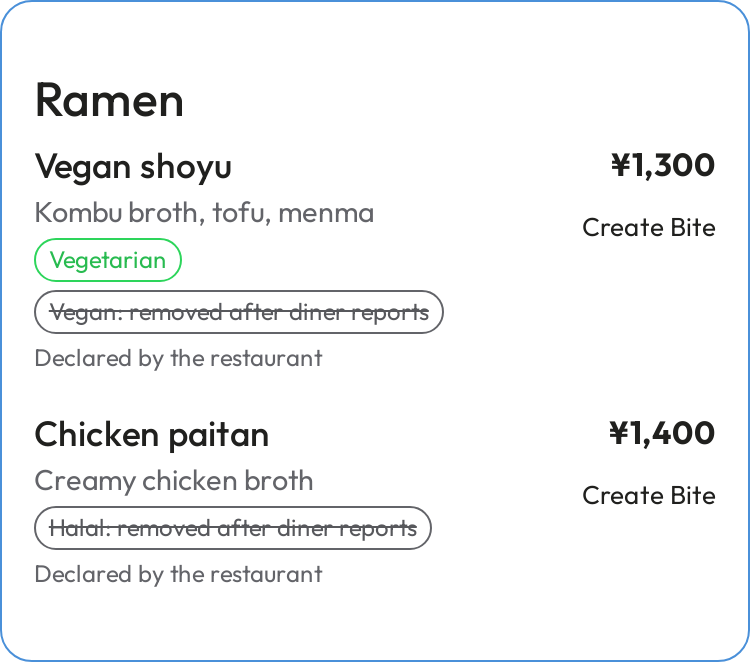 Ramen
Vegan shoyu
¥1,300
Kombu broth, tofu, menma
Create Bite
Vegetarian
Vegan: removed after diner reports
Declared by the restaurant
Chicken paitan
¥1,400
Creamy chicken broth
Create Bite
Halal: removed after diner reports
Declared by the restaurant